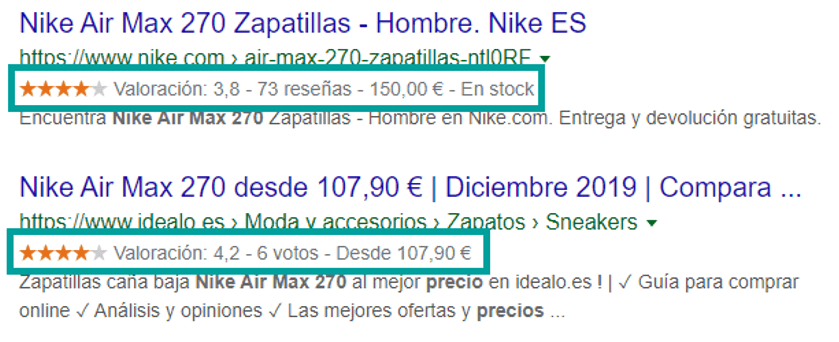 Nike Air Max 270 Zapatillas - Hombre. Nike ES
https://www.nike.com › air-max-270-zapatillas-ntl0RF
Valoración: 3,8 - 73 reseñas - 150,00 € - En stock
Encuentra Nike Air Max 270 Zapatillas - Hombre en Nike.com. Entrega y devolución gratuitas.
Nike Air Max 270 desde 107,90 € | Diciembre 2019 | Compara ...
https://www.idealo.es › Moda y accesorios › Zapatos › Sneakers
Valoración: 4,2 - 6 votos - Desde 107,90 €
Zapatillas caña baja Nike Air Max 270 al mejor precio en idealo.es ! | ✓ Guía para comprar
online ✓ Análisis y opiniones ✓ Las mejores ofertas y precios ...